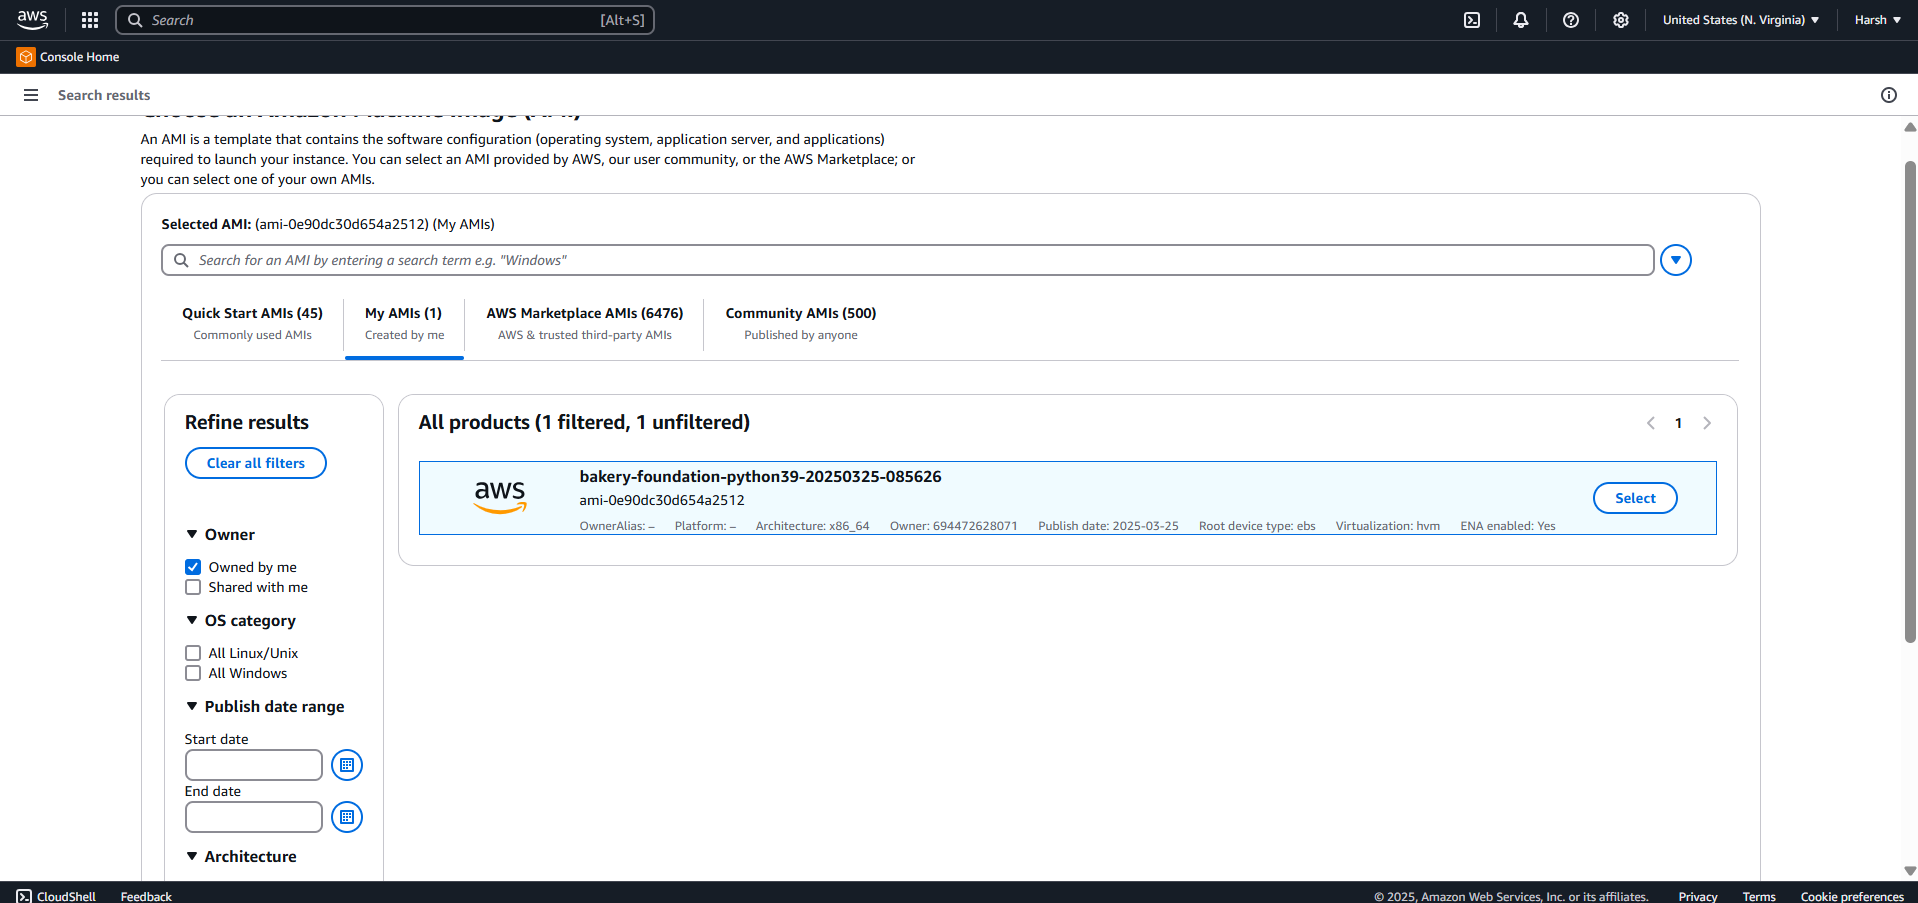 aws
Search [Alt+S]
United States (N. Virginia)
Harsh
Console Home
Search results
Choose an Amazon Machine Image (AMI)
An AMI is a template that contains the software configuration (operating system, application server, and applications)
required to launch your instance. You can select an AMI provided by AWS, our user community, or the AWS Marketplace; or
you can select one of your own AMIs.
Selected AMI: (ami-0e90dc30d654a2512) (My AMIs)
Search for an AMI by entering a search term e.g. "Windows"
Quick Start AMIs (45)
Commonly used AMIs
My AMIs (1)
Created by me
AWS Marketplace AMIs (6476)
AWS & trusted third-party AMIs
Community AMIs (500)
Published by anyone
Refine results
Clear all filters
Owner
Owned by me
Shared with me
OS category
All Linux/Unix
All Windows
Publish date range
Start date
End date
Architecture
All products (1 filtered, 1 unfiltered)
1
aws
bakery-foundation-python39-20250325-085626
ami-0e90dc30d654a2512
OwnerAlias: – Platform: – Architecture: x86_64 Owner: 694472628071 Publish date: 2025-03-25 Root device type: ebs Virtualization: hvm ENA enabled: Yes
Select
CloudShell
Feedback
© 2025, Amazon Web Services, Inc. or its affiliates.
Privacy
Terms
Cookie preferences